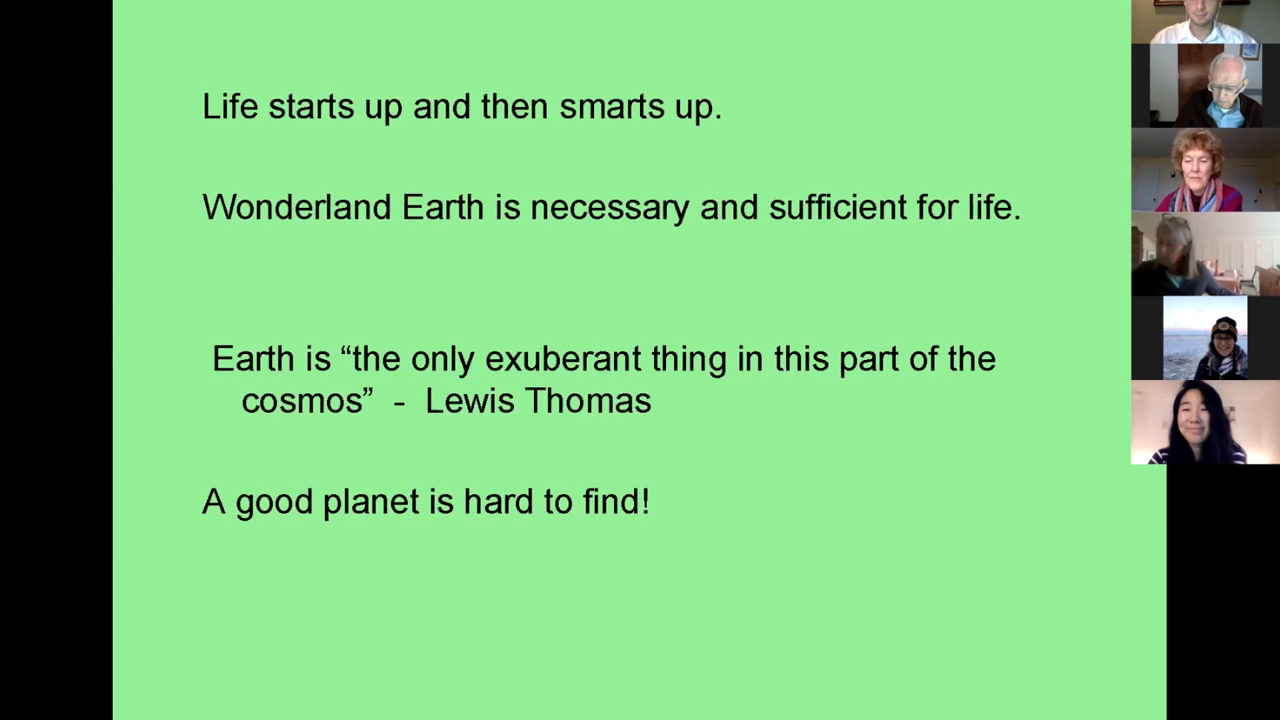 Life starts up and then smarts up.
Wonderland Earth is necessary and sufficient for life.
Earth is “the only exuberant thing in this part of the
cosmos”  -  Lewis Thomas
A good planet is hard to find!